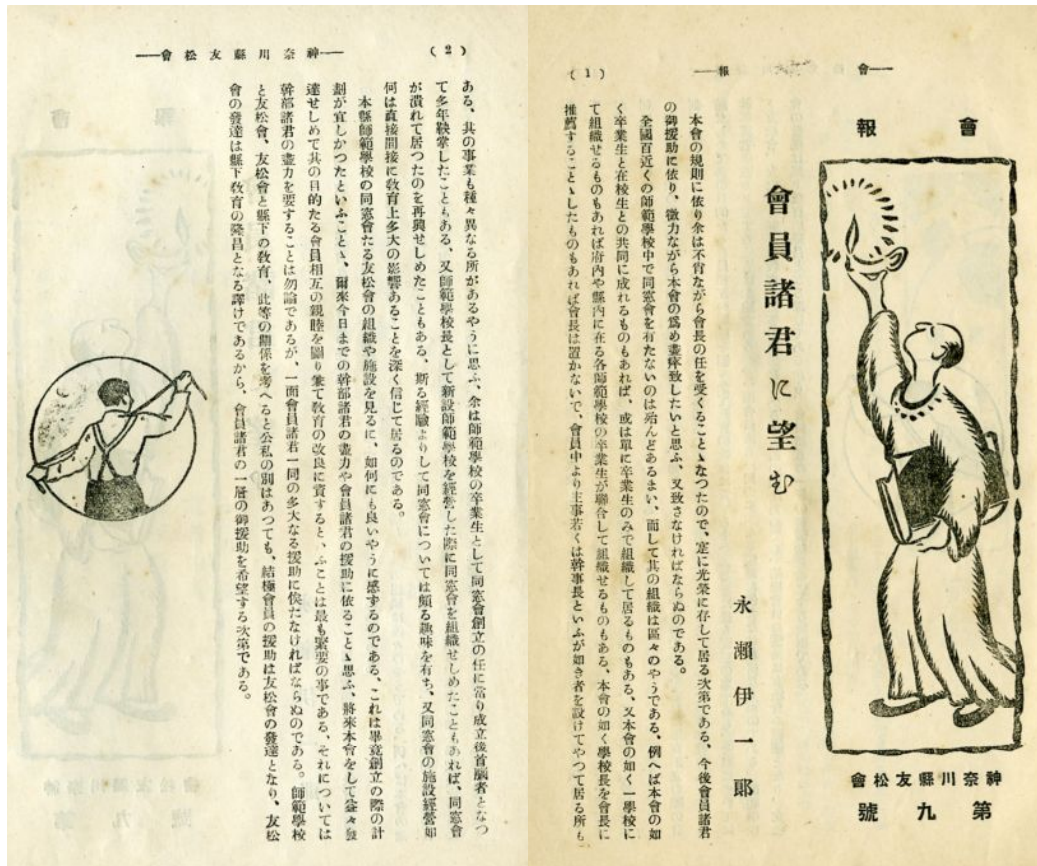 (1)
──報　會──
會報
神奈川縣友松會
第九號
會員諸君に望む
永瀨伊一郎
本會の規則に依り余は不肖ながら會長の任を受くることゝなつたので、寔に光榮に存して居る次第である、今後會員諸君
の御援助に依り、微力ながら本會の爲め盡瘁致したいと思ふ、又致さなければならぬのである。
全國百近くの師範學校中で同窓會を有たないのは殆んどあるまい、而して其の組織は區々のやうである、例へば本會の如
く卒業生と在校生との共同に成れるものもあれば、或は單に卒業生のみで組織して居るものもある、又本會の如く一學校に
て組織せるものもあれば府內や縣內に在る各師範學校の卒業生が聯合して組織せるものもある、本會の如く學校長を會長に
推薦することゝしたものもあれば會長は置かないで、會員中より主事若くは幹事長といふが如き者を設けてやつて居る所も
(2)
──神奈川縣友松會──
ある、其の事業も種々異なる所があるやうに思ふ、余は師範學校の卒業生として同窓會創立の任に當り成立後首腦者となつ
て多年鞅掌したこともある、又師範學校長として新設師範學校を經營した際に同窓會を組織せしめたこともあれば、同窓會
が潰れて居つたのを再興せしめたこともある、斯る經驗よりして同窓會については頗る趣味を有ち、又同窓會の施設經營如
何は直接間接に敎育上多大の影響あることを深く信じて居るのである。
本縣師範學校の同窓會たる友松會の組織や施設を見るに、如何にも良いやうに感ずるのである、これは畢竟創立の際の計
劃が宜しかつたといふことゝ、爾來今日までの幹部諸君の盡力や會員諸君の援助に依ることゝ思ふ、將來本會をして益々發
達せしめて其の目的たる會員相互の親睦を圖り兼て敎育の改良に資すると、ふことは最も緊要の事である、それについては
幹部諸君の盡力を要することは勿論であるが、一面會員諸君一同の多大なる援助に俟たなければならぬのである。師範學校
と友松會、友松會と縣下の敎育、此等の關係を考へると公私の別はあつても、結極會員の援助は友松會の發達となり、友松
會の發達は縣下敎育の隆昌となる譯けであるから、會員諸君の一層の御援助を希望する次第である。